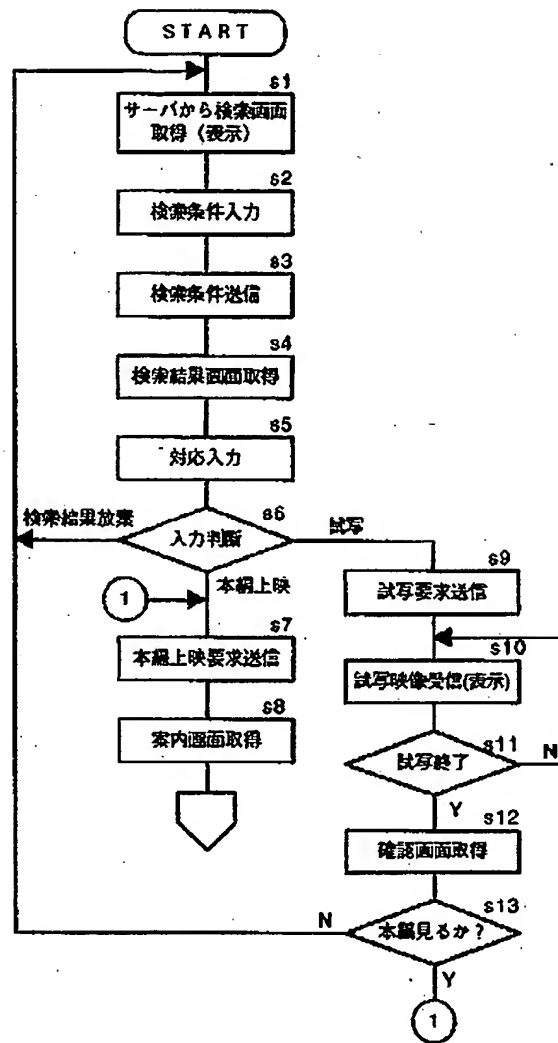 START
s1
サーバから検索画面
取得（表示）
s2
検索条件入力
s3
検索条件送信
s4
検索結果画面取得
s5
対応入力
検索結果放棄
s6
試写
入力判断
本編上映
1
s7
本編上映要求送信
s8
案内画面取得
s9
試写要求送信
s10
試写映像受信(表示)
s11
試写終了
N
Y
s12
確認画面取得
s13
本編見るか？
N
Y
1